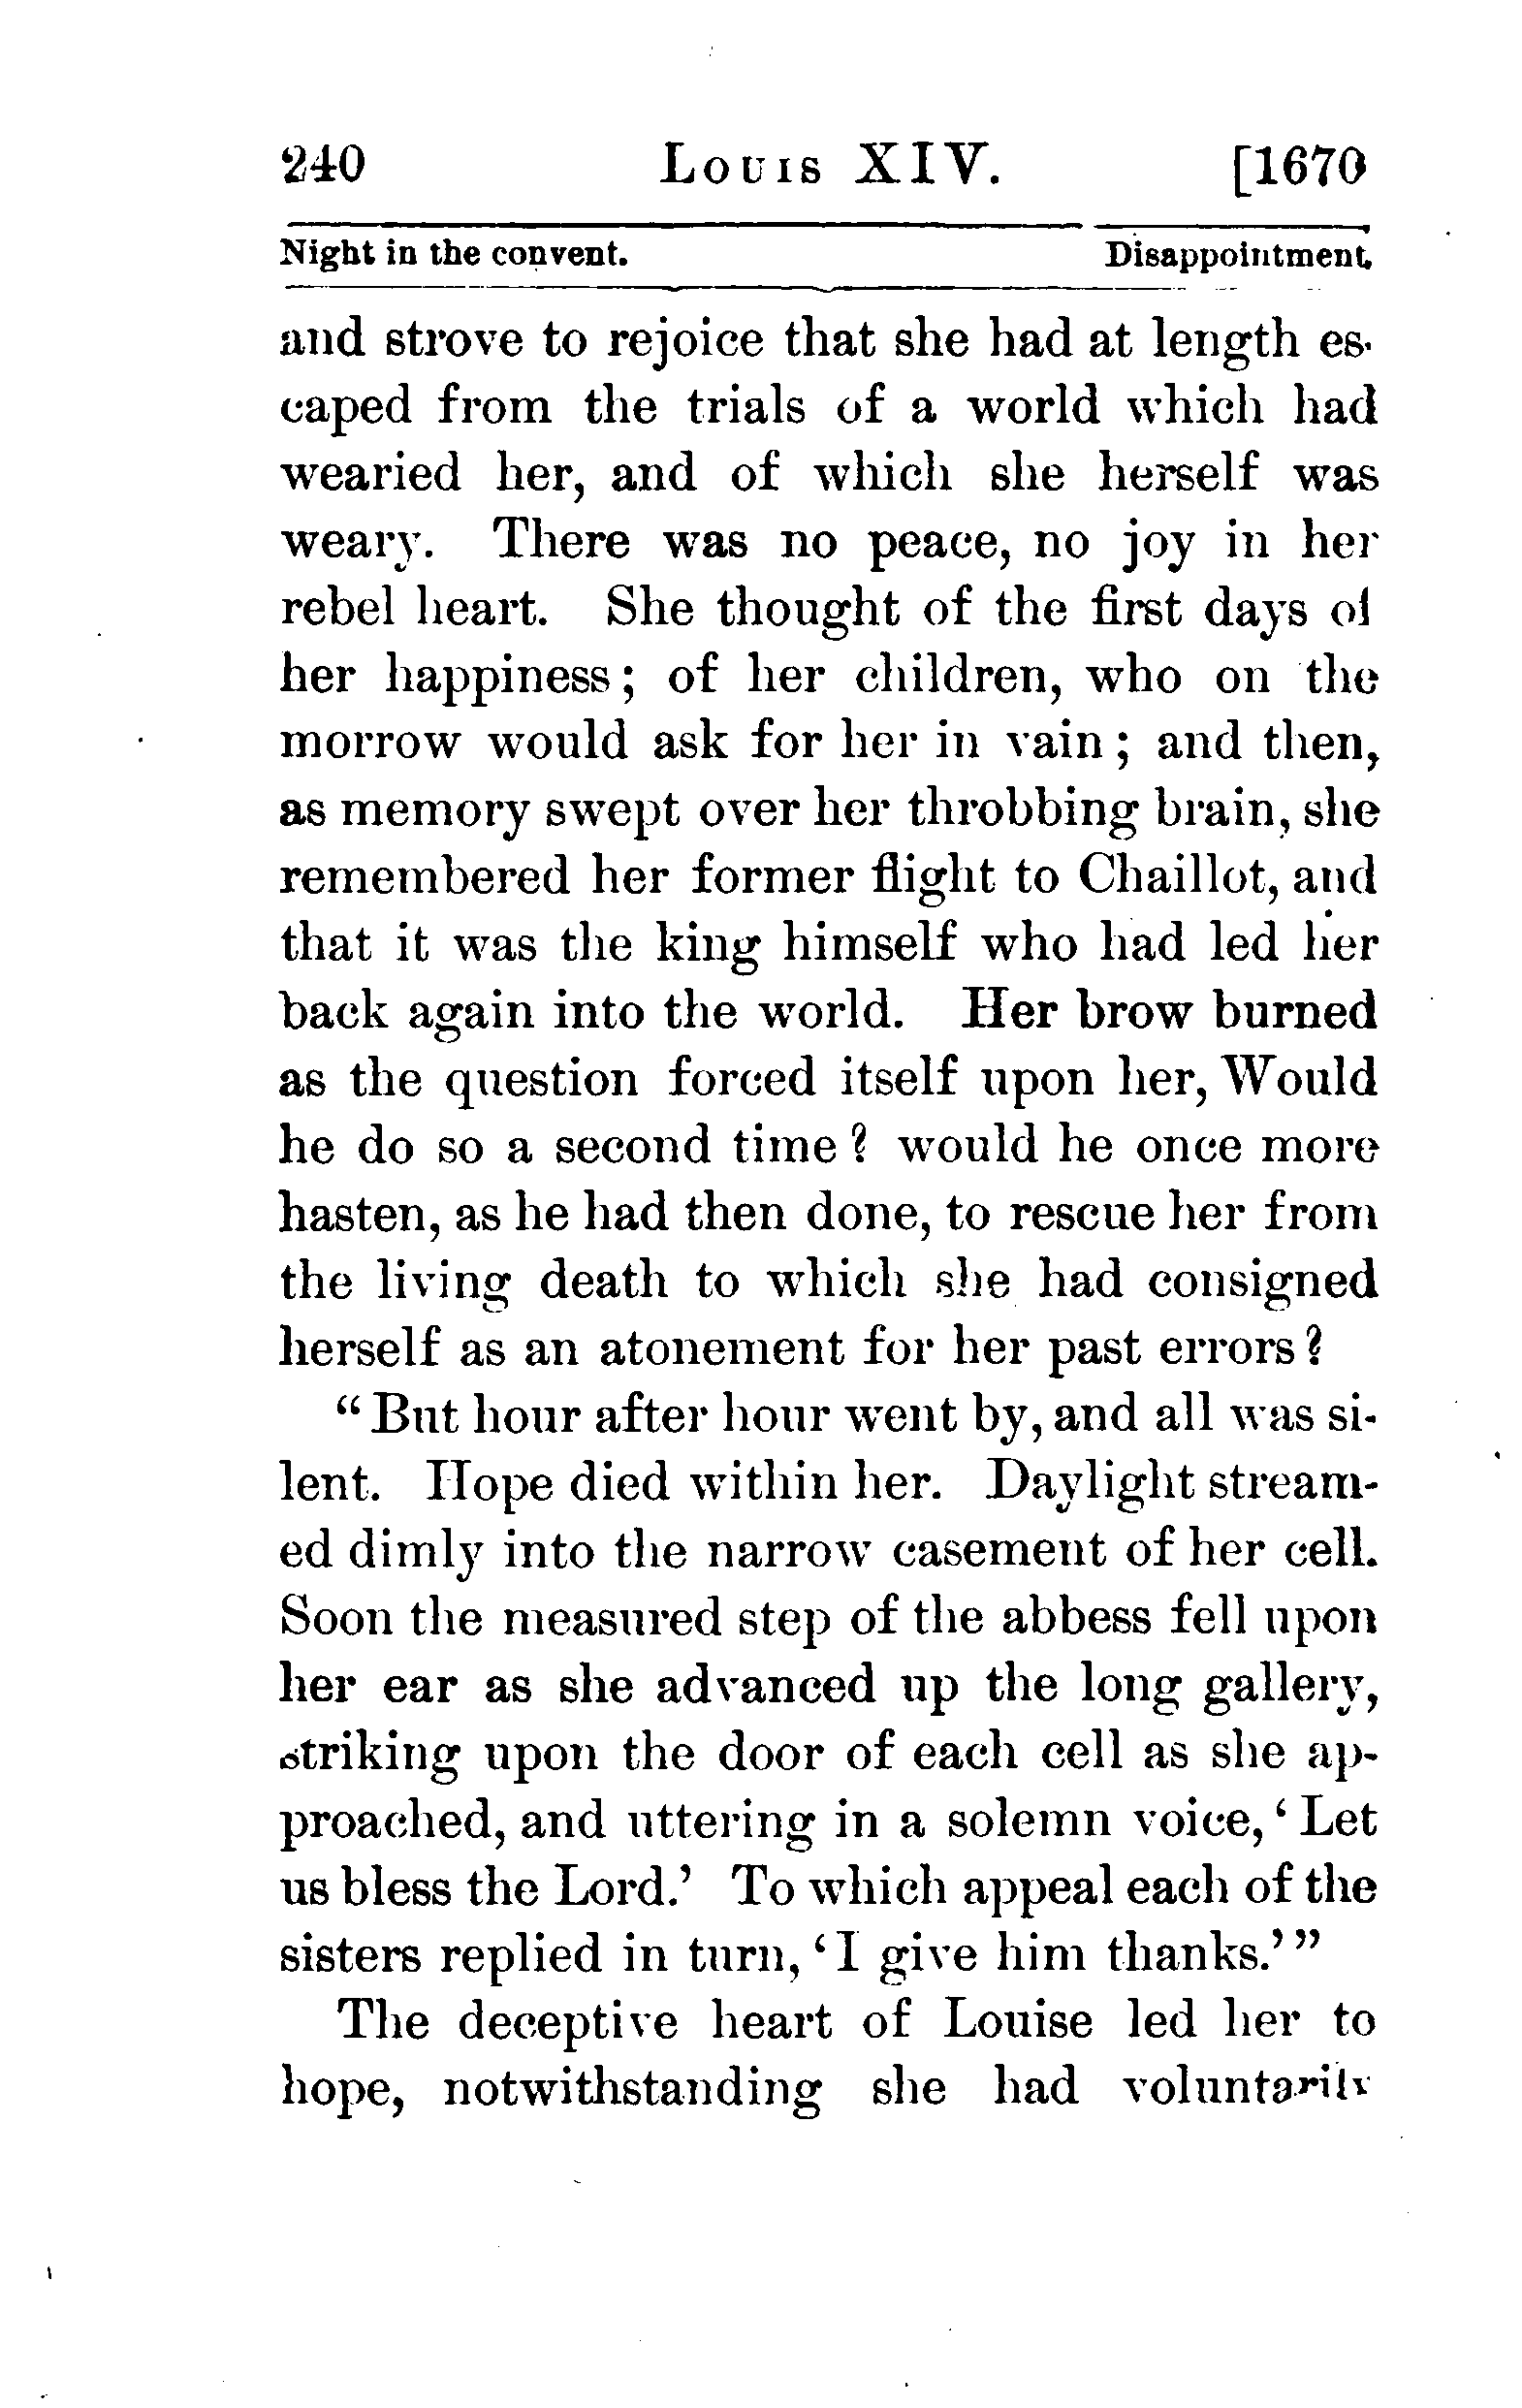 240 Louis XIV. [1670
Night in the convent. Disappointment.
and strove to rejoice that she had at length es-
caped from the trials of a world which had
wearied her, and of which she herself was
weary. There was no peace, no joy in her
rebel heart. She thought of the first days of
her happiness; of her children, who on the
morrow would ask for her in vain; and then,
as memory swept over her throbbing brain, she
remembered her former flight to Chaillot, and
that it was the king himself who had led her
back again into the world. Her brow burned
as the question forced itself upon her, Would
he do so a second time? would he once more
hasten, as he had then done, to rescue her from
the living death to which she had consigned
herself as an atonement for her past errors?
"But hour after hour went by, and all was si-
lent. Hope died within her. Daylight stream-
ed dimly into the narrow casement of her cell.
Soon the measured step of the abbess fell upon
her ear as she advanced up the long gallery,
striking upon the door of each cell as she ap-
proached, and uttering in a solemn voice, 'Let
us bless the Lord.' To which appeal each of the
sisters replied in turn, 'I give him thanks.'"
The deceptive heart of Louise led her to
hope, notwithstanding she had voluntarily